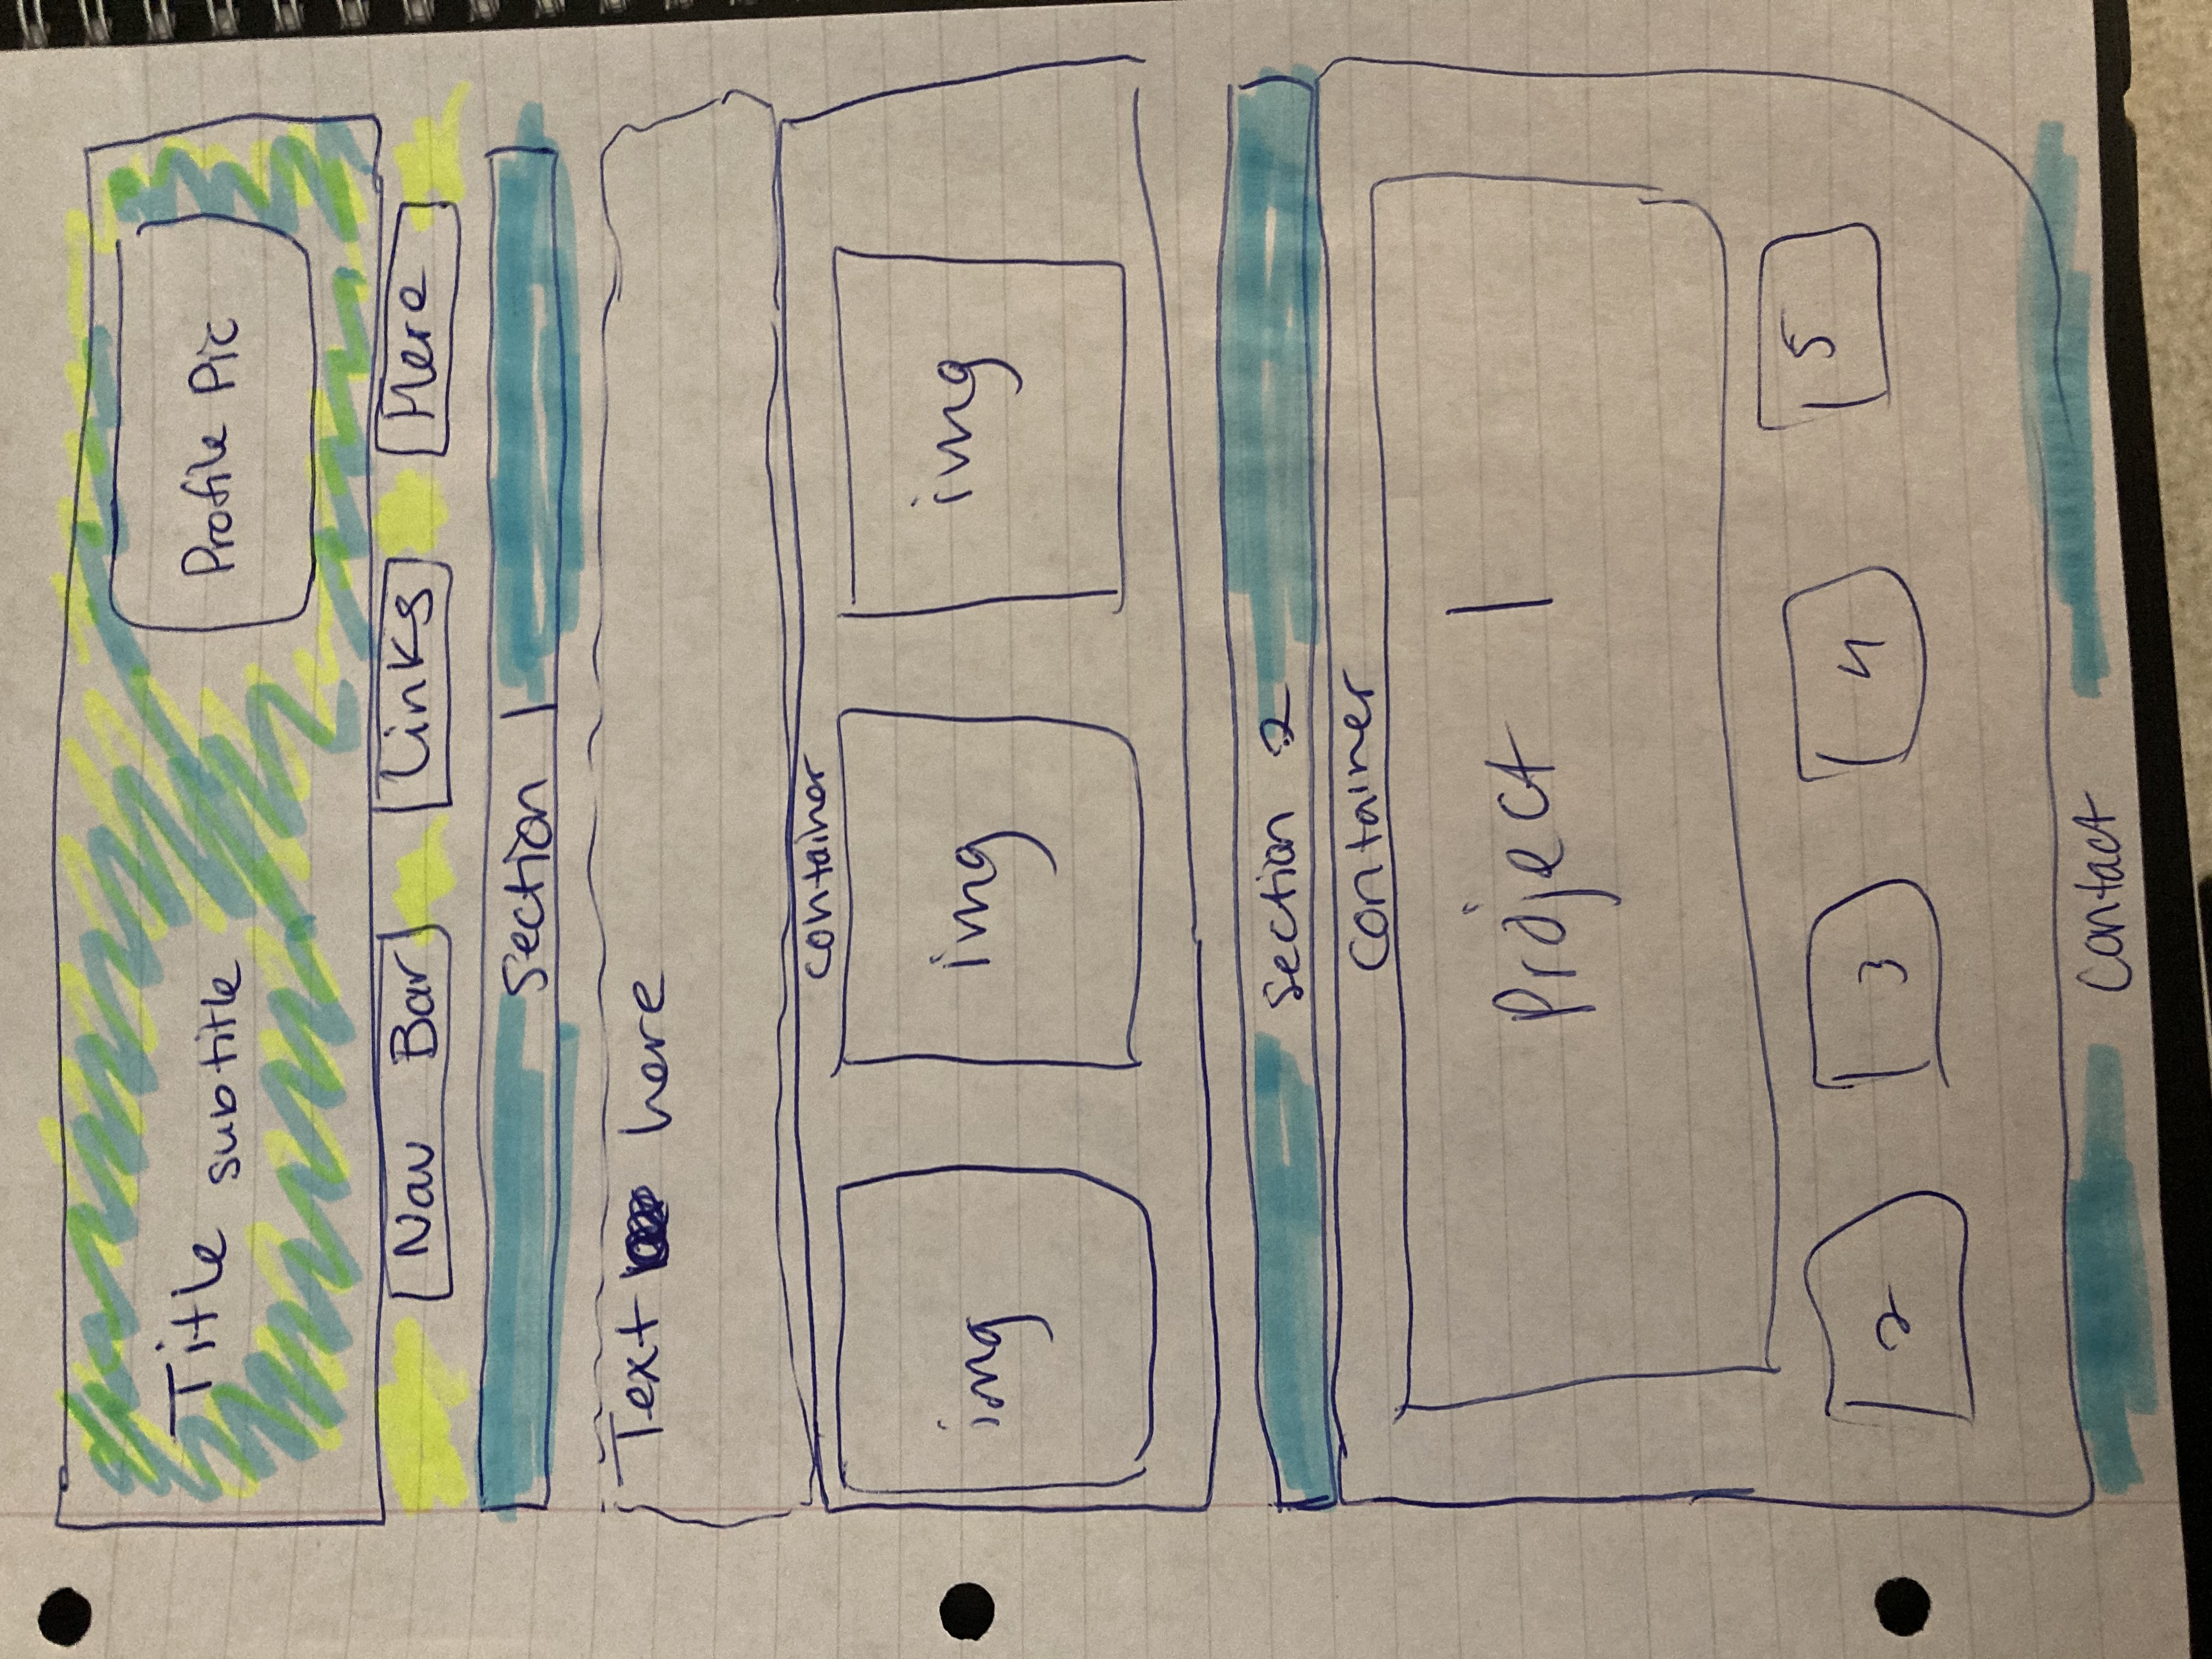 Title subtitle Profile Pic
Nav Bar Links Here
Section 1
Text here
Container
img img img
Section 2
Container
Project 1
2 3 4 5
Contact